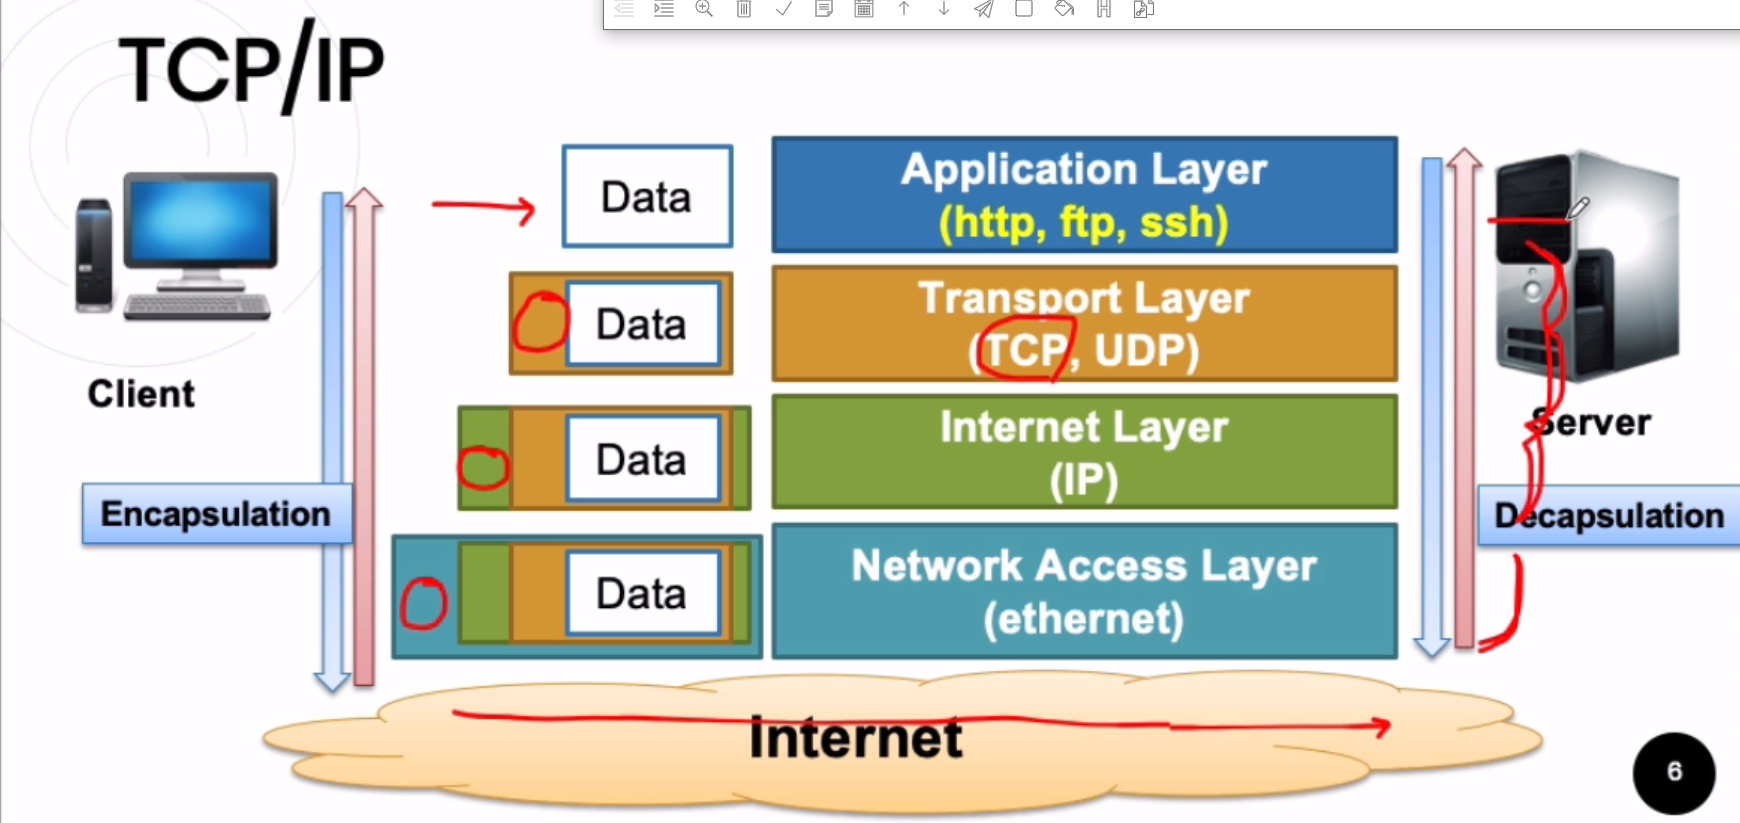 TCP/IP
Data
Application Layer
(http, ftp, ssh)
Data
Transport Layer
(TCP, UDP)
Client
Data
Internet Layer
(IP)
Server
Encapsulation
Decapsulation
Data
Network Access Layer
(ethernet)
Internet
6